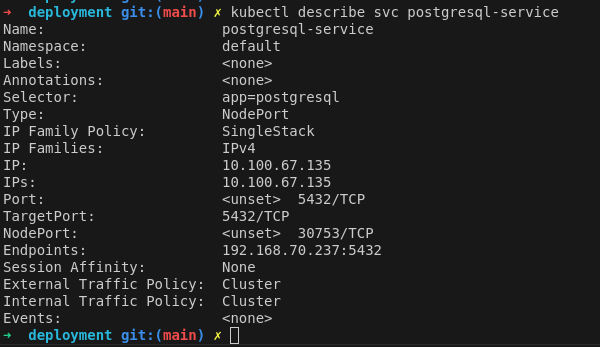 ➜  deployment git:(main) ✗ kubectl describe svc postgresql-service
Name:                     postgresql-service
Namespace:                default
Labels:                   <none>
Annotations:              <none>
Selector:                 app=postgresql
Type:                     NodePort
IP Family Policy:         SingleStack
IP Families:              IPv4
IP:                       10.100.67.135
IPs:                      10.100.67.135
Port:                     <unset>  5432/TCP
TargetPort:               5432/TCP
NodePort:                 <unset>  30753/TCP
Endpoints:                192.168.70.237:5432
Session Affinity:         None
External Traffic Policy:  Cluster
Internal Traffic Policy:  Cluster
Events:                   <none>
➜  deployment git:(main) ✗